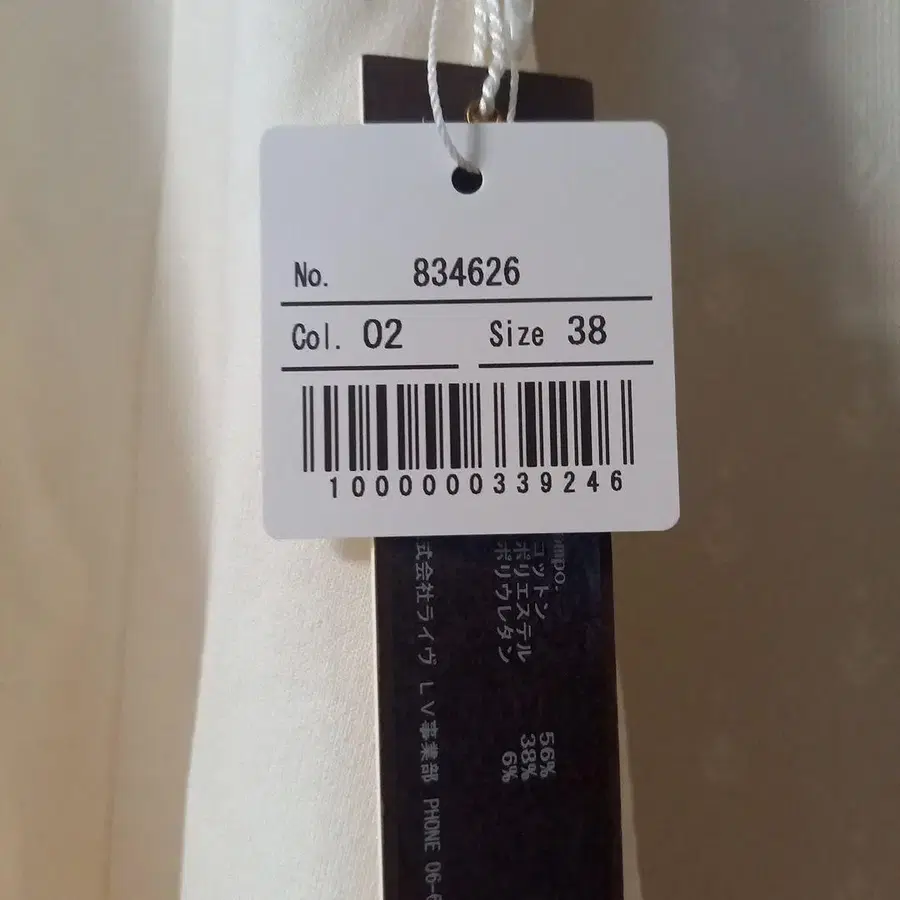 No. 834626
Col. 02 Size 38
1000000339246
コットン 56%
ポリエステル 38%
ポリウレタン 6%
式会社ライヴ LV事業部 PHONE 06-